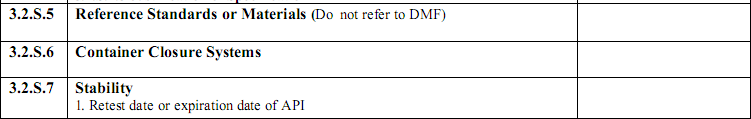 3.2.S.5 Reference Standards or Materials (Do not refer to DMF)
3.2.S.6 Container Closure Systems
3.2.S.7 Stability
1. Retest date or expiration date of API